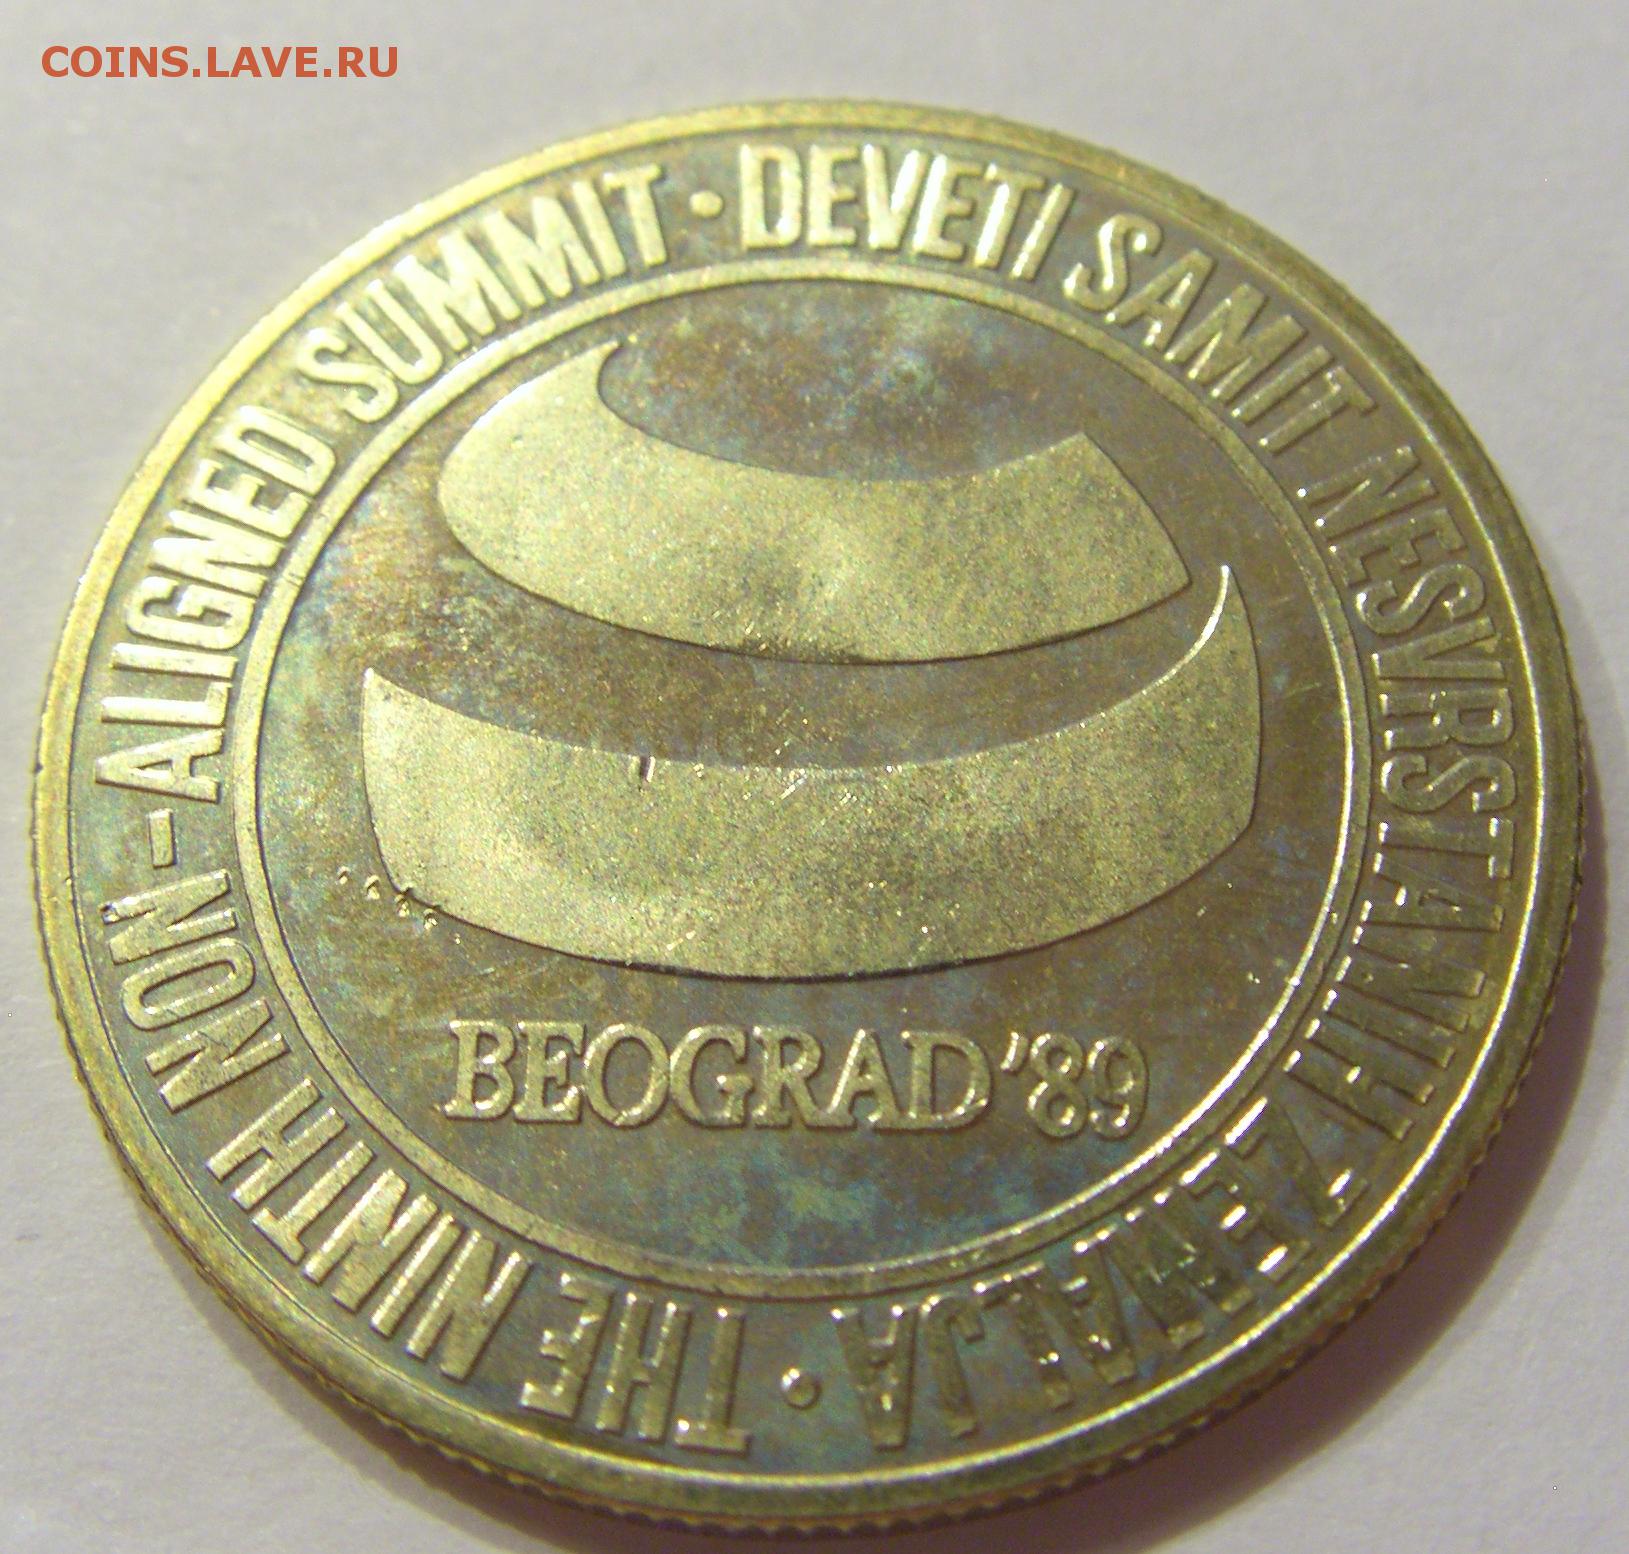 COINS.LAVE.RU
DEVETI SAMIT NESVRSTANIH ZEMALJA ·
THE NINTH NON-ALIGNED SUMMIT ·
BEOGRAD '89